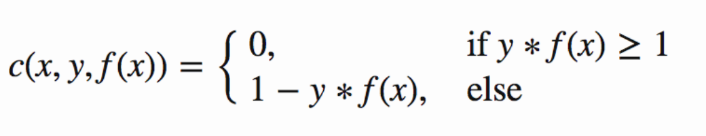 c(x, y, f(x)) = { 0, if y * f(x) ≥ 1
1 − y * f(x), else